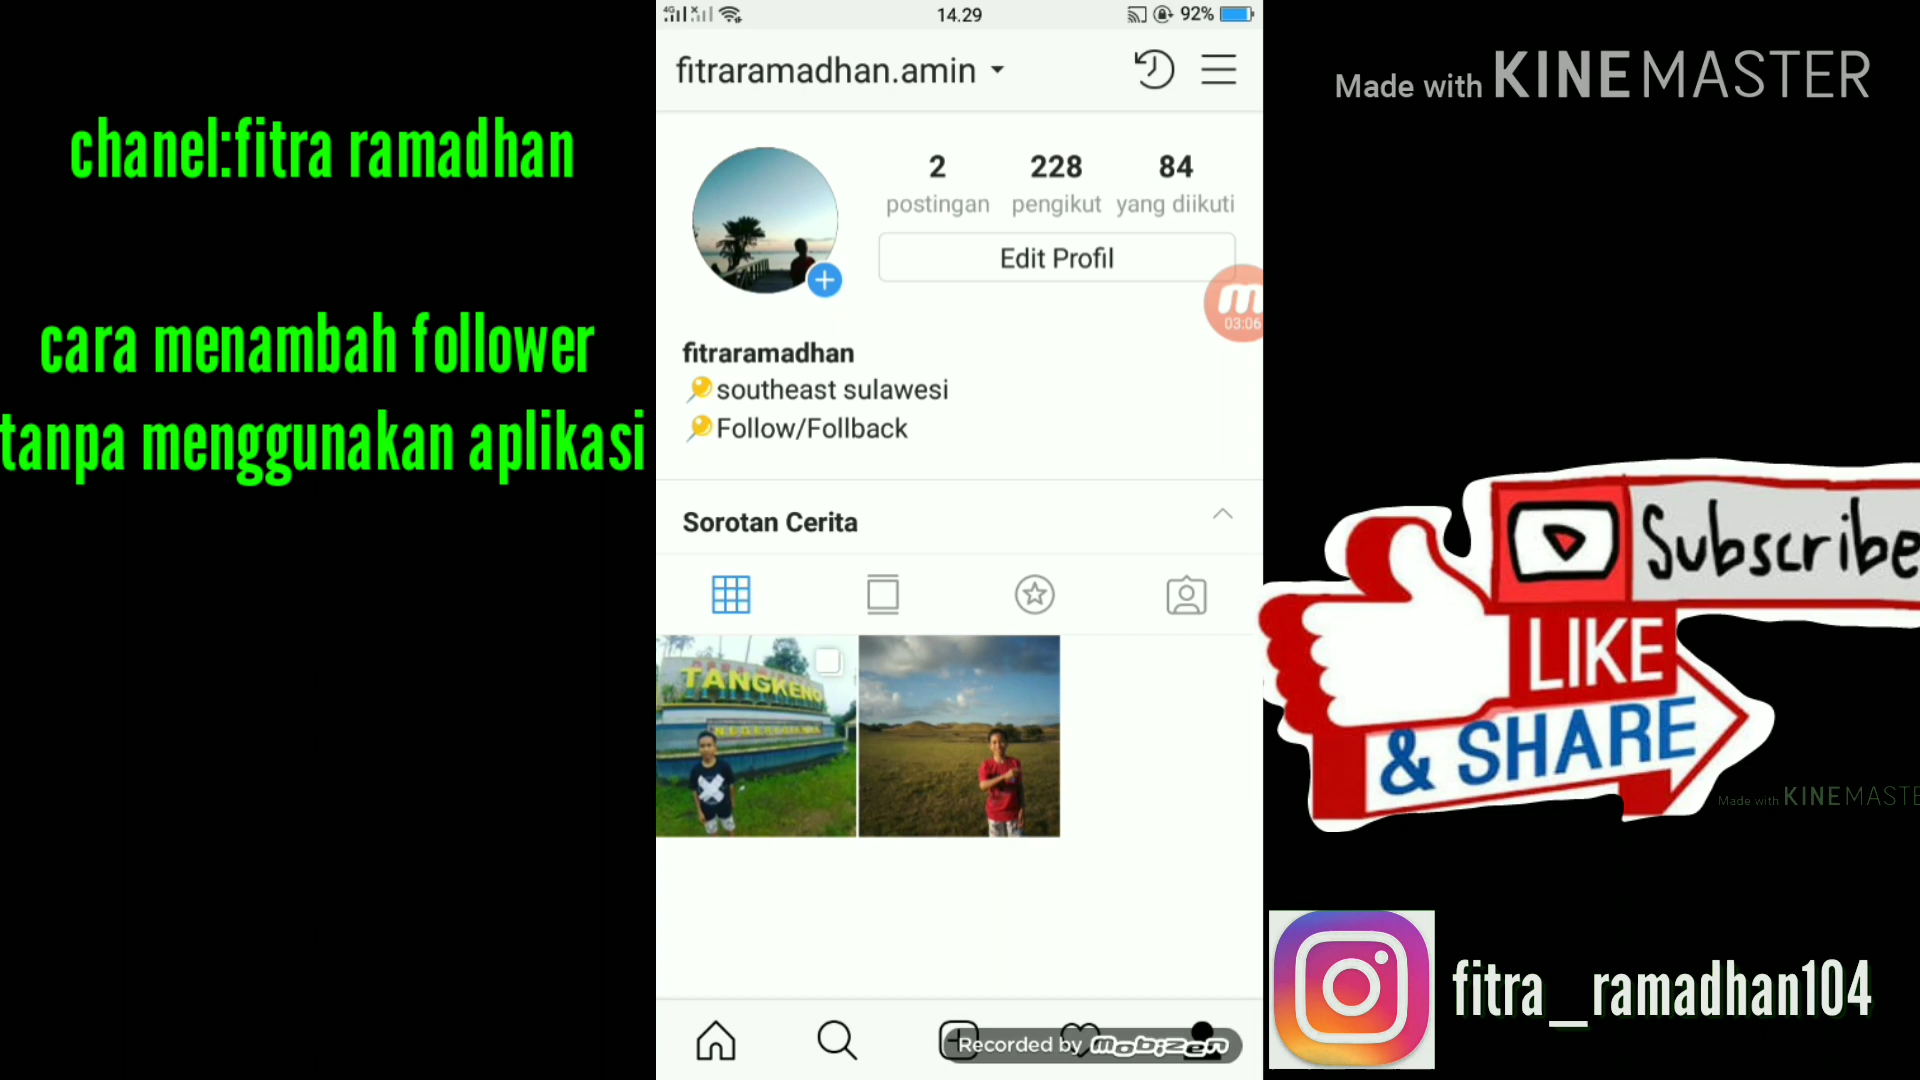 4G
14.29
92%
fitraramadhan.amin
Made with KINEMASTER
chanel:fitra ramadhan
2
228
84
postingan
pengikut
yang diikuti
Edit Profil
03:06
cara menambah follower
tanpa menggunakan aplikasi
fitraramadhan
southeast sulawesi
Follow/Follback
Sorotan Cerita
Subscribe
LIKE
& SHARE
TANGKENO
Made with KINEMASTE
fitra_ramadhan104
Recorded by mobizen